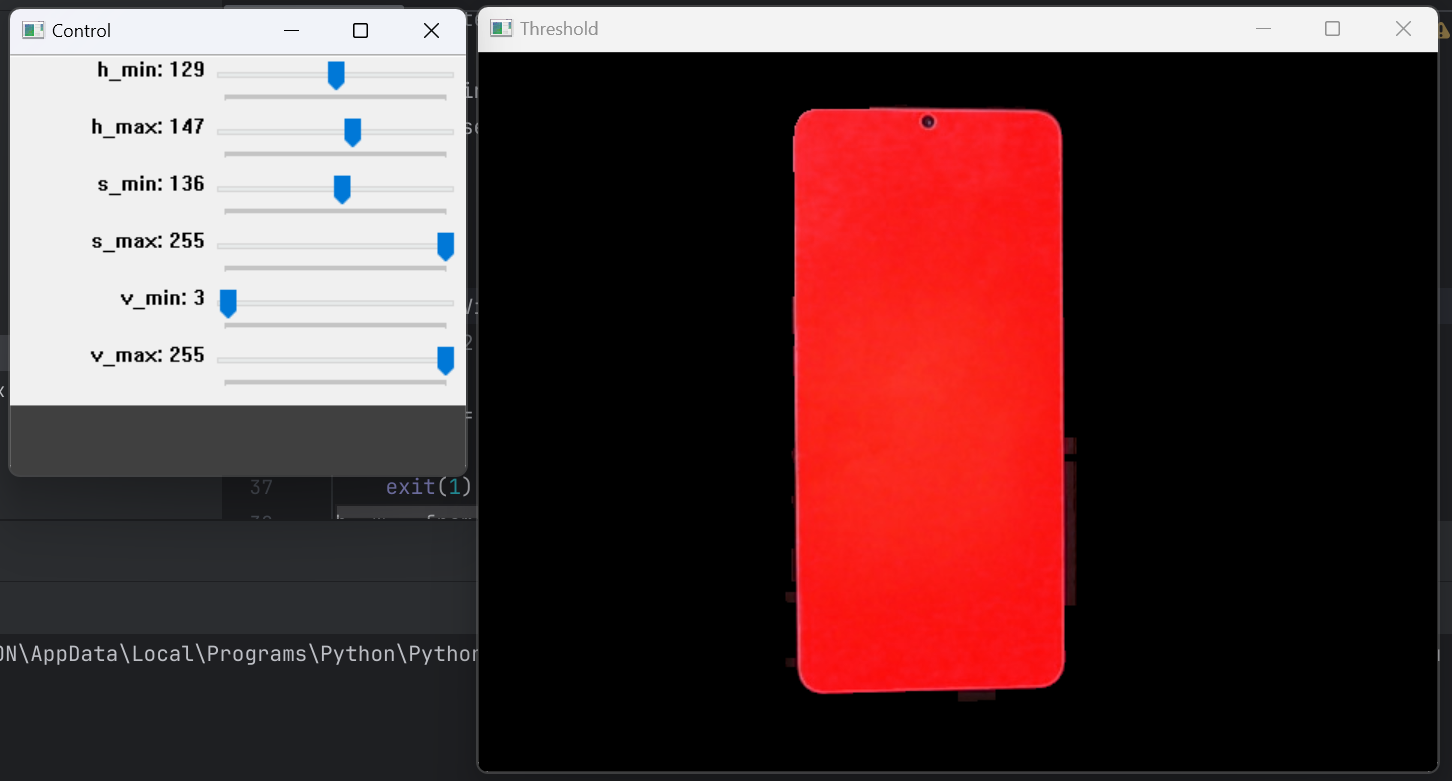 Control
h_min: 129
h_max: 147
s_min: 136
s_max: 255
v_min: 3
v_max: 255
Threshold
37 exit(1)
ON\AppData\Local\Programs\Python\Python